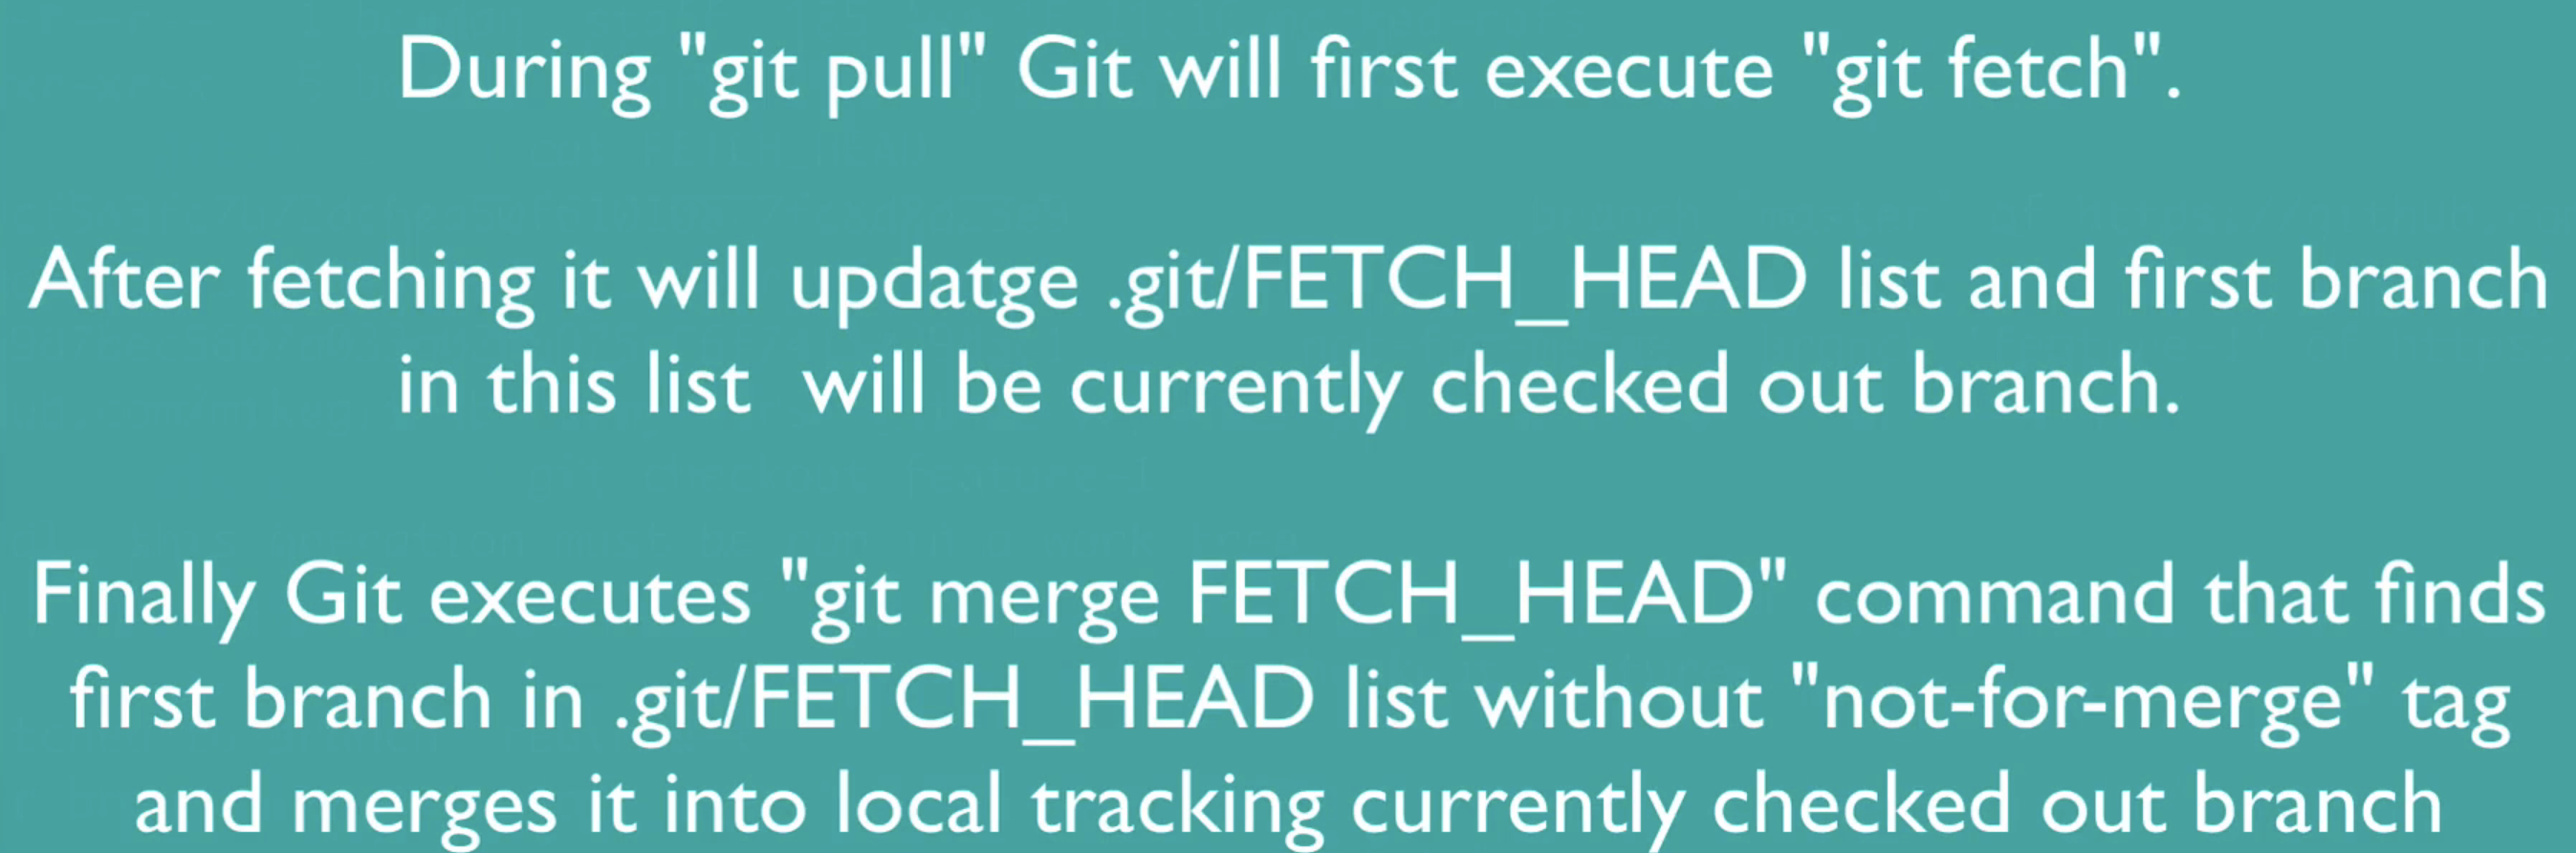 During "git pull" Git will first execute "git fetch".
After fetching it will updatge .git/FETCH_HEAD list and first branch
in this list  will be currently checked out branch.
Finally Git executes "git merge FETCH_HEAD" command that finds
first branch in .git/FETCH_HEAD list without "not-for-merge" tag
and merges it into local tracking currently checked out branch